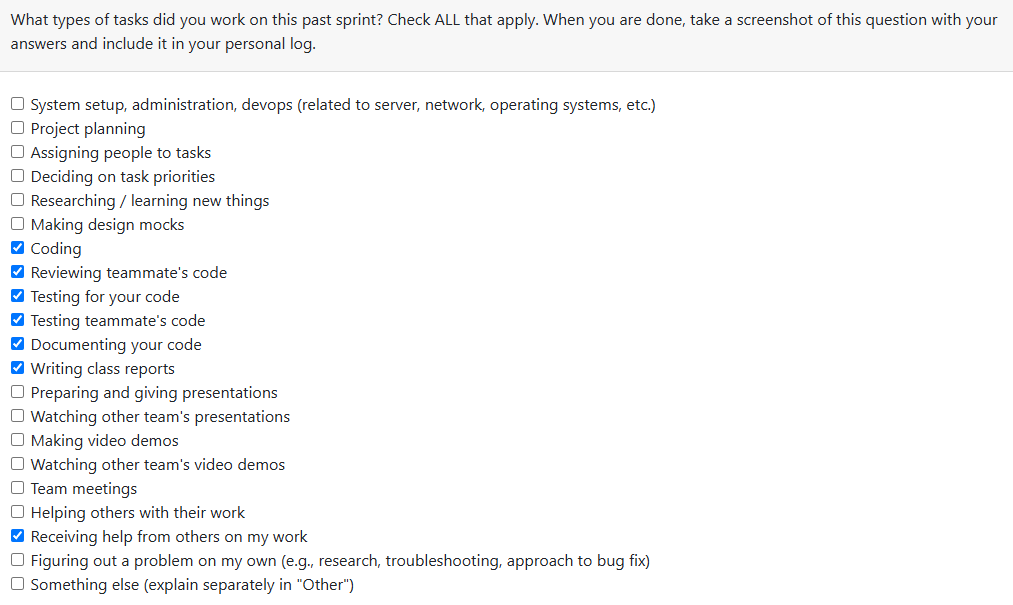 What types of tasks did you work on this past sprint? Check ALL that apply. When you are done, take a screenshot of this question with your
answers and include it in your personal log.
System setup, administration, devops (related to server, network, operating systems, etc.)
Project planning
Assigning people to tasks
Deciding on task priorities
Researching / learning new things
Making design mocks
Coding
Reviewing teammate's code
Testing for your code
Testing teammate's code
Documenting your code
Writing class reports
Preparing and giving presentations
Watching other team's presentations
Making video demos
Watching other team's video demos
Team meetings
Helping others with their work
Receiving help from others on my work
Figuring out a problem on my own (e.g., research, troubleshooting, approach to bug fix)
Something else (explain separately in "Other")